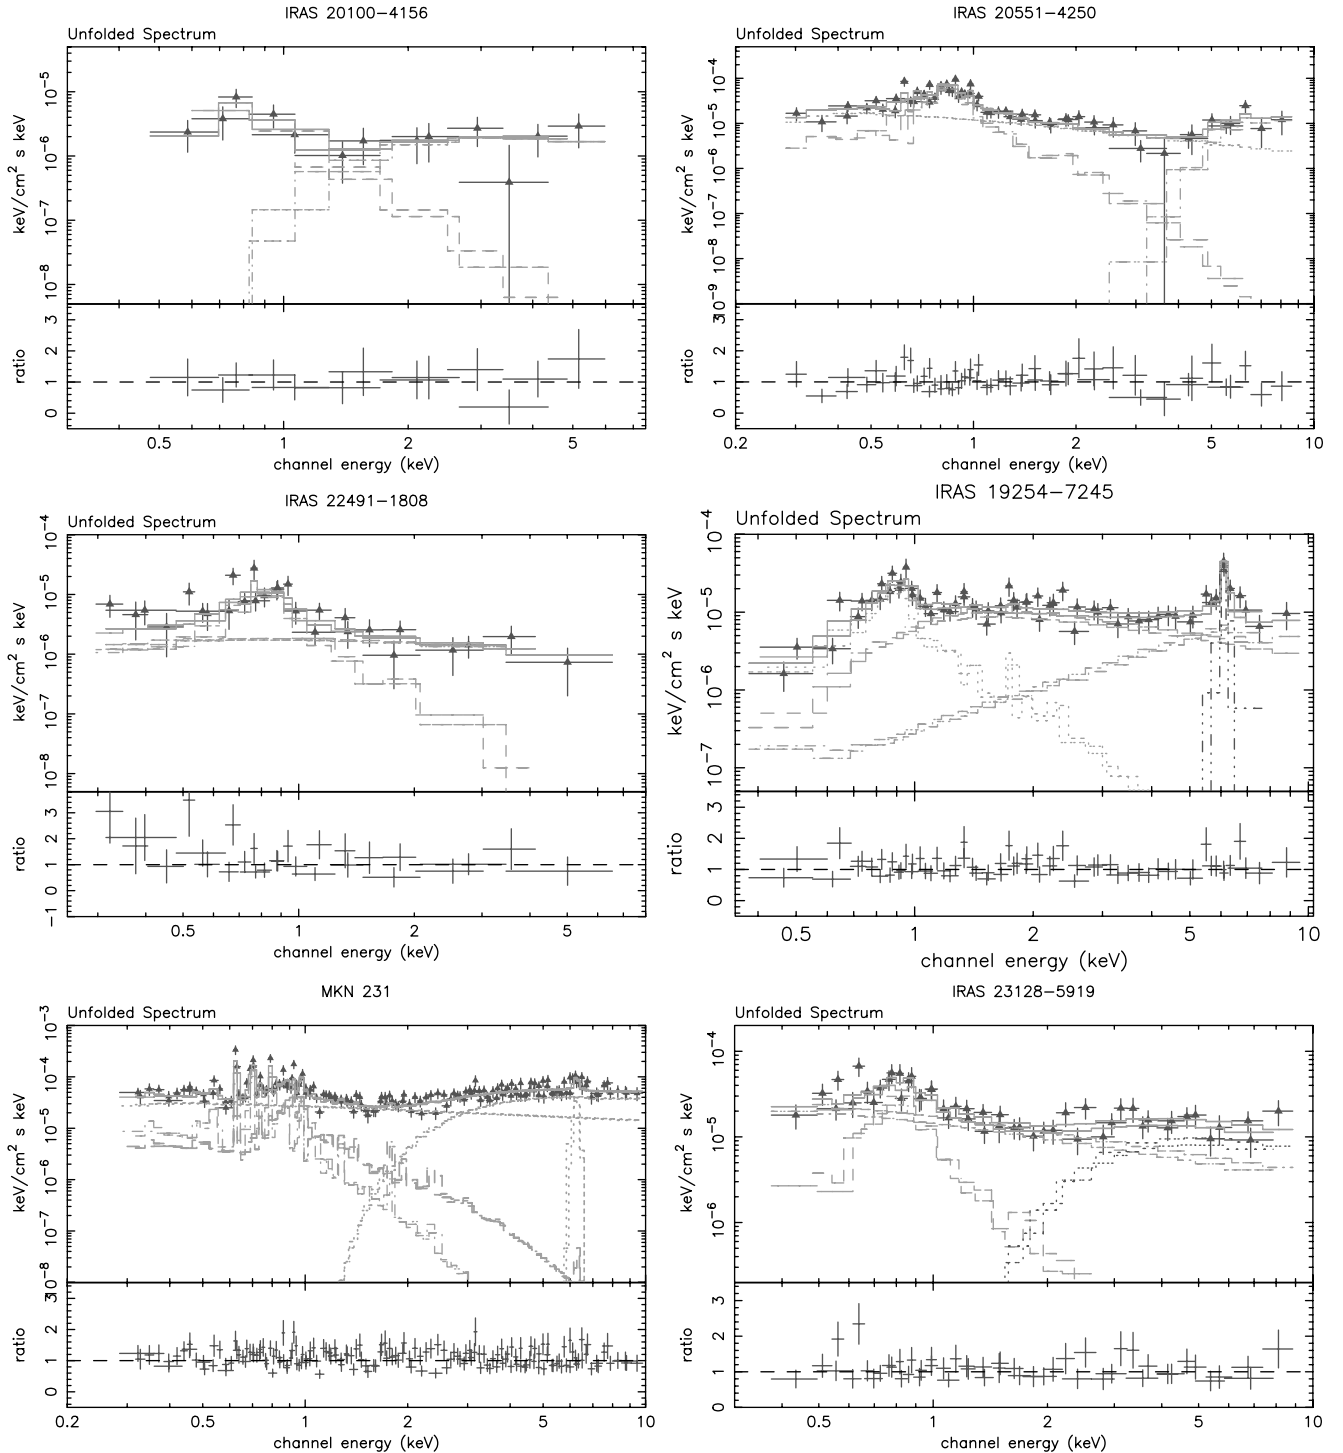 IRAS 20100−4156
Unfolded Spectrum
keV/cm² s keV
10⁻⁵
10⁻⁶
10⁻⁷
10⁻⁸
ratio
3
2
1
0
0.5 1 2 5
channel energy (keV)
IRAS 20551−4250
Unfolded Spectrum
keV/cm² s keV
10⁻⁴
10⁻⁵
10⁻⁶
10⁻⁷
10⁻⁸
10⁻⁹
ratio
3
2
1
0
0.2 0.5 1 2 5 10
channel energy (keV)
IRAS 22491−1808
Unfolded Spectrum
keV/cm² s keV
10⁻⁴
10⁻⁵
10⁻⁶
10⁻⁷
10⁻⁸
ratio
3
2
1
0
−1
0.5 1 2 5
channel energy (keV)
IRAS 19254−7245
Unfolded Spectrum
keV/cm² s keV
10⁻⁴
10⁻⁵
10⁻⁶
10⁻⁷
ratio
3
2
1
0
0.5 1 5 10
channel energy (keV)
MKN 231
Unfolded Spectrum
keV/cm² s keV
10⁻³
10⁻⁴
10⁻⁵
10⁻⁶
10⁻⁷
10⁻⁸
ratio
3
2
1
0
0.2 0.5 1 2 5 10
channel energy (keV)
IRAS 23128−5919
Unfolded Spectrum
keV/cm² s keV
10⁻⁴
10⁻⁵
10⁻⁶
ratio
3
2
1
0
0.5 1 2 5 10
channel energy (keV)